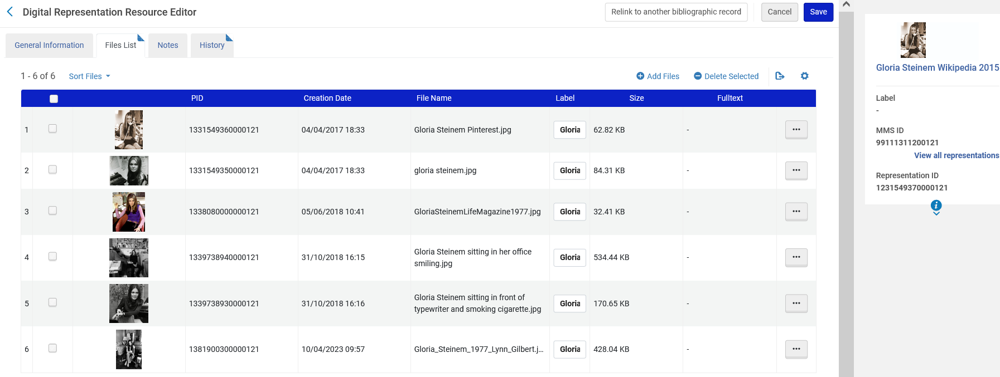 Digital Representation Resource Editor
Relink to another bibliographic record
Cancel
Save
General Information
Files List
Notes
History
1 - 6 of 6
Sort Files
Add Files
Delete Selected
PID
Creation Date
File Name
Label
Size
Fulltext
1
1331549360000121
04/04/2017 18:33
Gloria Steinem Pinterest.jpg
Gloria
62.82 KB
-
...
2
1331549350000121
04/04/2017 18:33
gloria steinem.jpg
Gloria
84.31 KB
-
...
3
1338080000000121
05/06/2018 10:41
GloriaSteinemLifeMagazine1977.jpg
Gloria
32.41 KB
-
...
4
1339738940000121
31/10/2018 16:15
Gloria Steinem sitting in her office
smiling.jpg
Gloria
534.44 KB
-
...
5
1339738930000121
31/10/2018 16:16
Gloria Steinem sitting in front of
typewriter and smoking cigarette.jpg
Gloria
170.65 KB
-
...
6
1381900300000121
10/04/2023 09:57
Gloria_Steinem_1977_Lynn_Gilbert.j...
Gloria
428.04 KB
-
...
Gloria Steinem Wikipedia 2015
Label
-
MMS ID
99111311200121
View all representations
Representation ID
1231549370000121